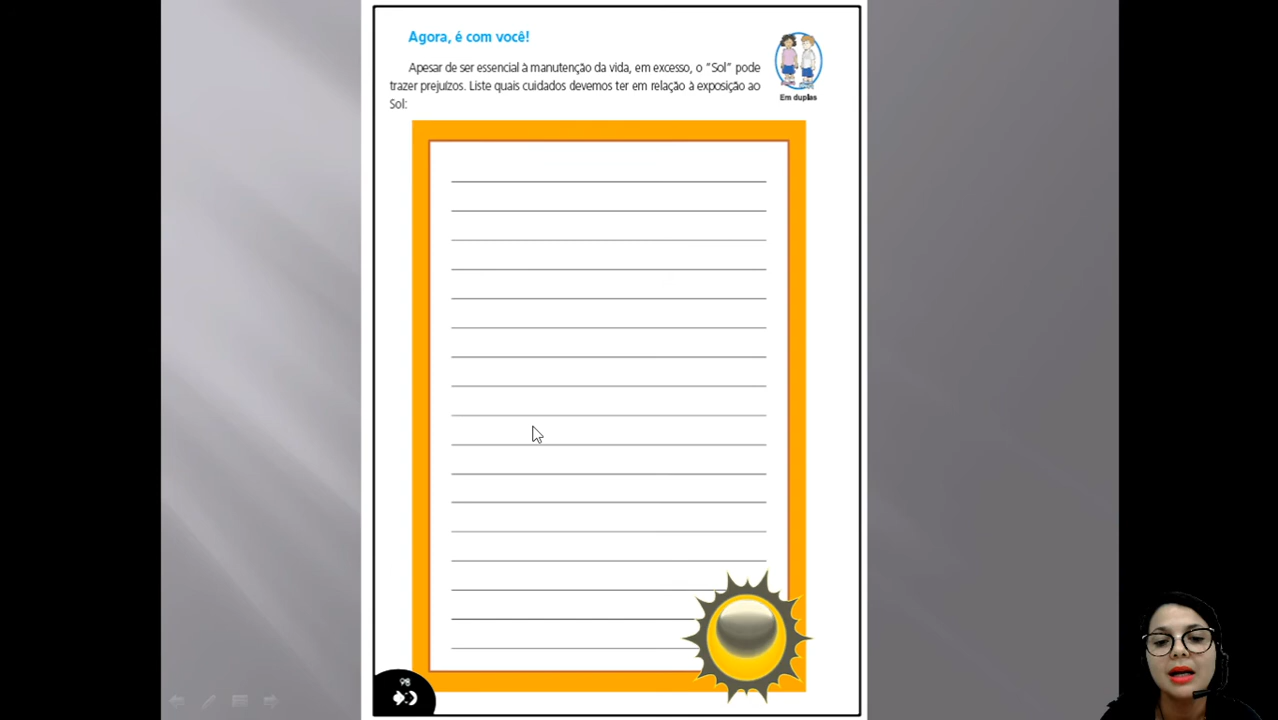 Agora, é com você!
Apesar de ser essencial à manutenção da vida, em excesso, o “Sol” pode
trazer prejuízos. Liste quais cuidados devemos ter em relação à exposição ao
Sol:
Em duplas
98